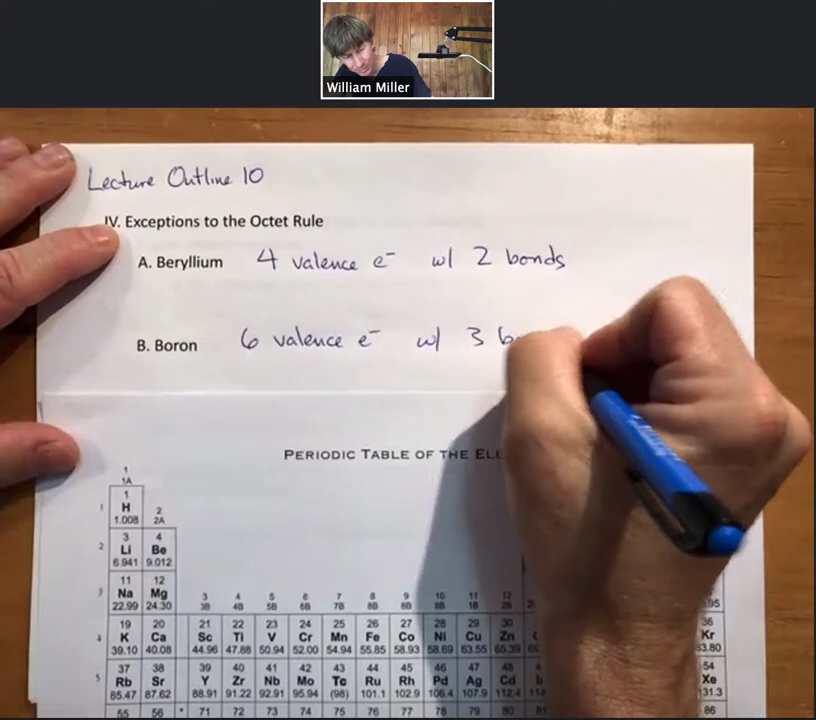 William Miller
Lecture Outline 10
IV. Exceptions to the Octet Rule
A. Beryllium 4 valence e⁻ w/ 2 bonds
B. Boron 6 valence e⁻ w/ 3 b
PERIODIC TABLE OF THE ELE
1
1A
1
H
1.008
2
2A
3 4
2 Li Be
6.941 9.012
11 12
3 Na Mg
22.99 24.30
3 4 5 6 7 8 9 10 11 12
3B 4B 5B 6B 7B 8B 8B 8B 1B 2B
19 20 21 22 23 24 25 26 27 28 29 30 36
4 K Ca Sc Ti V Cr Mn Fe Co Ni Cu Zn Kr
39.10 40.08 44.96 47.88 50.94 52.00 54.94 55.85 58.93 58.69 63.55 65.39 83.80
37 38 39 40 41 42 43 44 45 46 47 48 54
5 Rb Sr Y Zr Nb Mo Tc Ru Rh Pd Ag Cd Xe
85.47 87.62 88.91 91.22 92.91 95.94 (98) 101.1 102.9 106.4 107.9 112.4 131.3
55 56 * 71 72 73 74 75 76 77 78 79 80 86